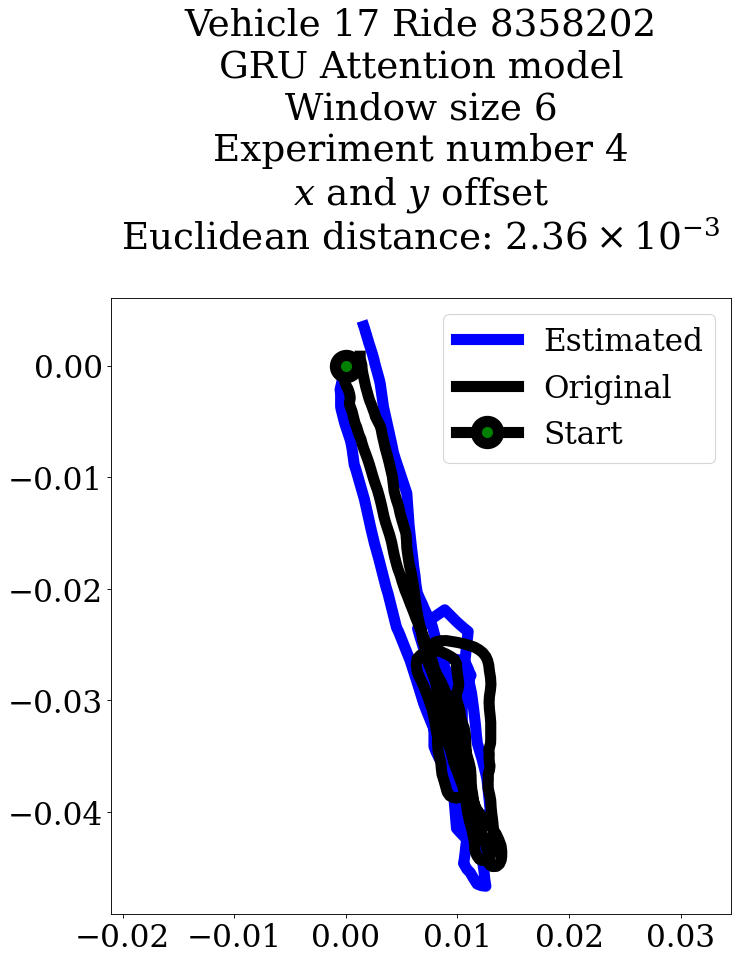 Vehicle 17 Ride 8358202
GRU Attention model
Window size 6
Experiment number 4
x and y offset
Euclidean distance: 2.36 × 10⁻³
Estimated
Original
Start
0.00
−0.01
−0.02
−0.03
−0.04
−0.02 −0.01 0.00 0.01 0.02 0.03